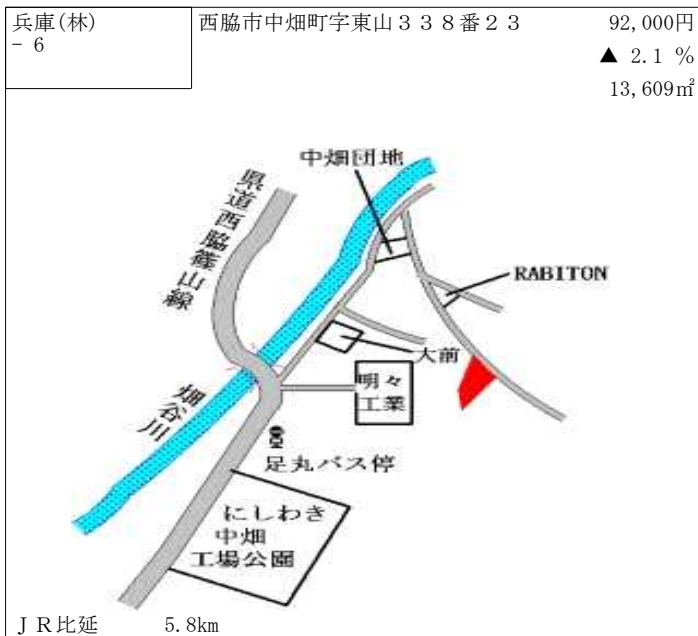 兵庫(林)
- 6
西脇市中畑町字東山３３８番２３
92,000円
▲ 2.1 %
13,609㎡
中畑団地
県道西脇篠山線
RABITON
大前
明々
工業
畑谷川
足丸バス停
にしわき
中畑
工場公園
ＪＲ比延 5.8km